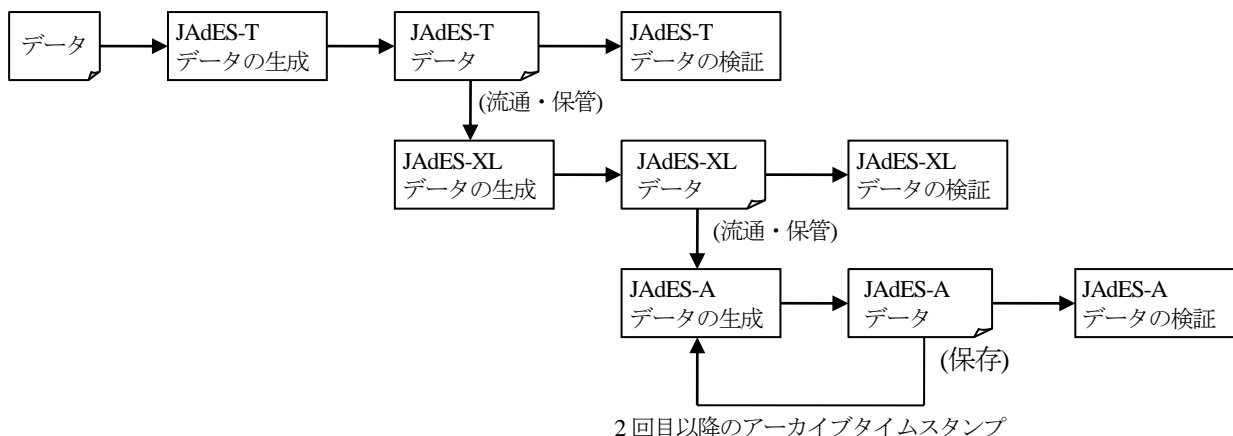 データ
JAdES-T
データの生成
JAdES-T
データ
JAdES-T
データの検証
(流通・保管)
JAdES-XL
データの生成
JAdES-XL
データ
JAdES-XL
データの検証
(流通・保管)
JAdES-A
データの生成
JAdES-A
データ
JAdES-A
データの検証
(保存)
2 回目以降のアーカイブタイムスタンプ